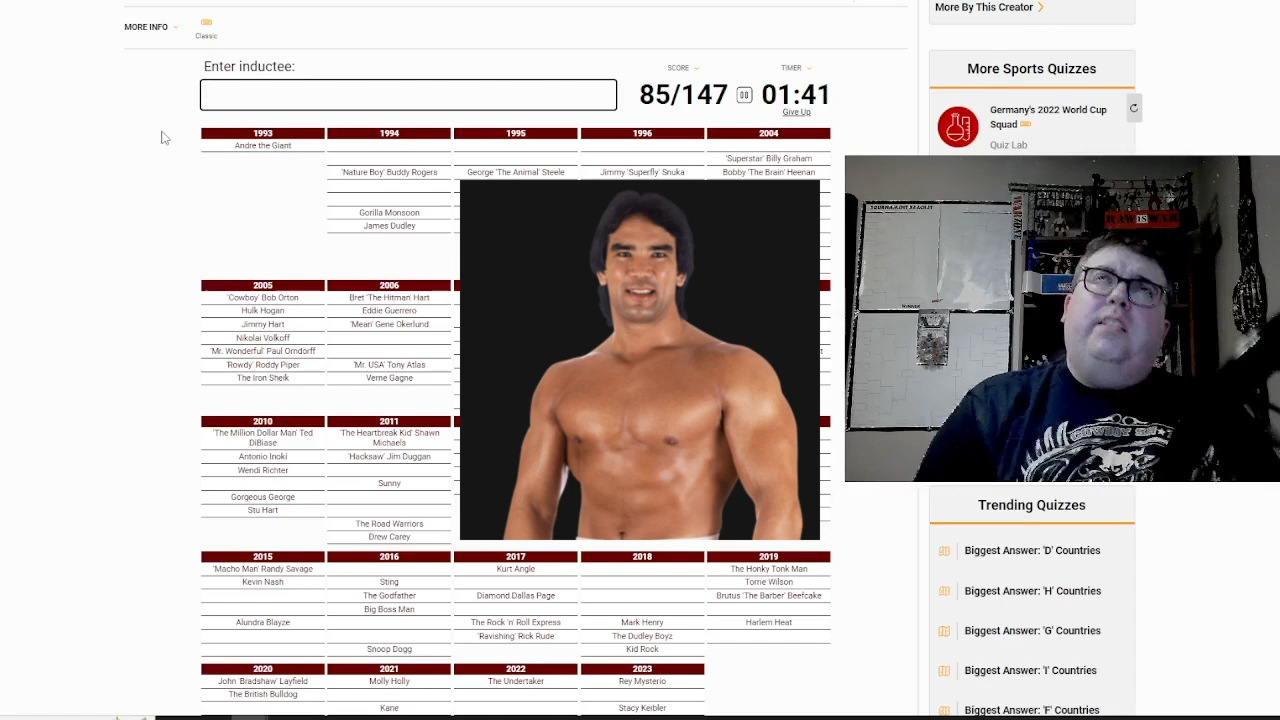 More By This Creator
MORE INFO
Classic
Enter inductee:
SCORE
TIMER
85/147
01:41
Give Up
More Sports Quizzes
Germany's 2022 World Cup
Squad
Quiz Lab
1993 1994 1995 1996 2004
Andre the Giant
'Superstar' Billy Graham
'Nature Boy' Buddy Rogers George 'The Animal' Steele Jimmy 'Superfly' Snuka Bobby 'The Brain' Heenan
Gorilla Monsoon
James Dudley
2005 2006
'Cowboy' Bob Orton Bret 'The Hitman' Hart
Hulk Hogan Eddie Guerrero
Jimmy Hart 'Mean' Gene Okerlund
Nikolai Volkoff
'Mr. Wonderful' Paul Orndorff
'Rowdy' Roddy Piper 'Mr. USA' Tony Atlas
The Iron Sheik Verne Gagne
2010 2011
'The Million Dollar Man' Ted DiBiase 'The Heartbreak Kid' Shawn Michaels
Antonio Inoki 'Hacksaw' Jim Duggan
Wendi Richter
Sunny
Gorgeous George
Stu Hart
The Road Warriors
Drew Carey
2015 2016 2017 2018 2019
'Macho Man' Randy Savage Kurt Angle The Honky Tonk Man
Kevin Nash Sting Torrie Wilson
The Godfather Diamond Dallas Page Brutus 'The Barber' Beefcake
Big Boss Man
Alundra Blayze The Rock 'n' Roll Express Mark Henry Harlem Heat
'Ravishing' Rick Rude The Dudley Boyz
Snoop Dogg Kid Rock
2020 2021 2022 2023
John 'Bradshaw' Layfield Molly Holly The Undertaker Rey Mysterio
The British Bulldog
Kane Stacy Keibler
TOURNAMENT BRACKET
RAW IS WAR
Trending Quizzes
Biggest Answer: 'D' Countries
Biggest Answer: 'H' Countries
Biggest Answer: 'G' Countries
Biggest Answer: 'I' Countries
Biggest Answer: 'F' Countries